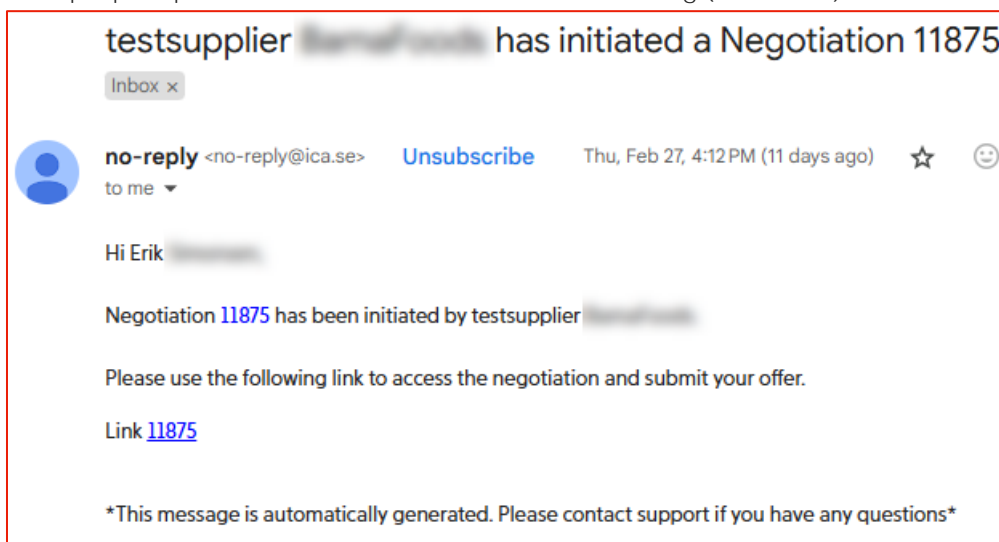 testsupplier has initiated a Negotiation 11875
Inbox ×
no-reply <no-reply@ica.se> Unsubscribe Thu, Feb 27, 4:12 PM (11 days ago)
to me
Hi Erik
Negotiation 11875 has been initiated by testsupplier
Please use the following link to access the negotiation and submit your offer.
Link 11875
*This message is automatically generated. Please contact support if you have any questions*